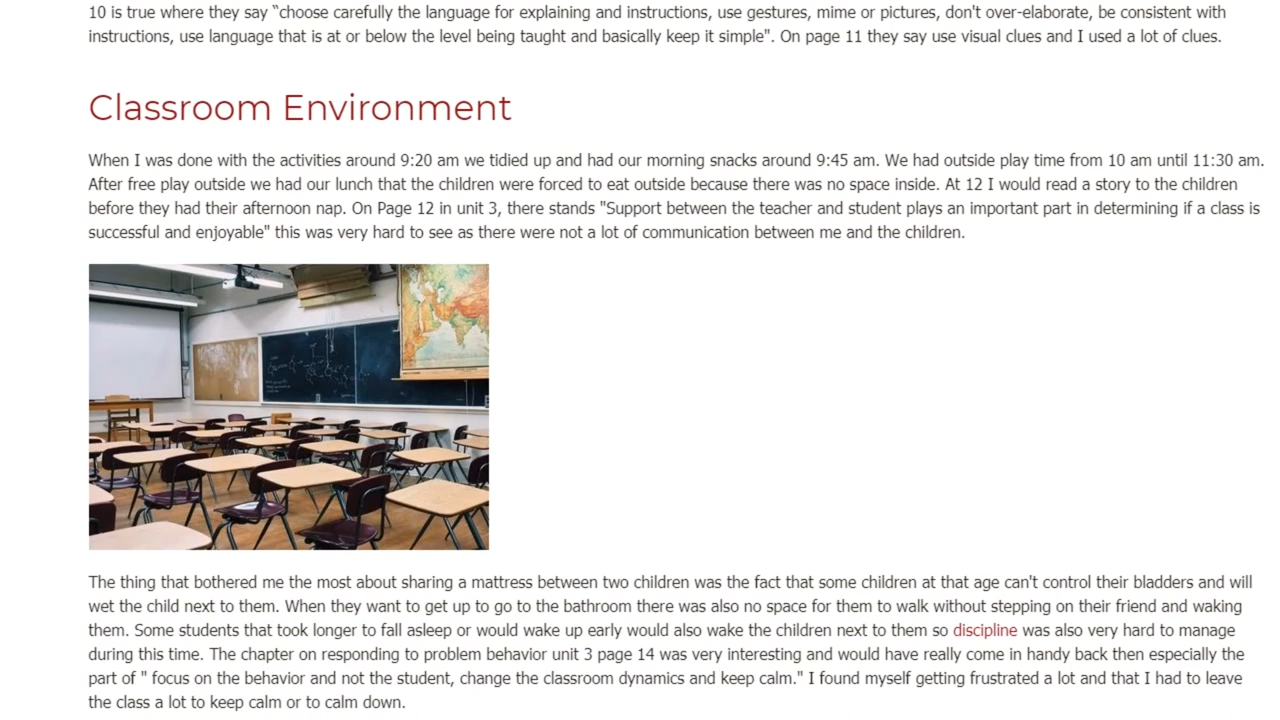 10 is true where they say “choose carefully the language for explaining and instructions, use gestures, mime or pictures, don't over-elaborate, be consistent with
instructions, use language that is at or below the level being taught and basically keep it simple". On page 11 they say use visual clues and I used a lot of clues.
Classroom Environment
When I was done with the activities around 9:20 am we tidied up and had our morning snacks around 9:45 am. We had outside play time from 10 am until 11:30 am.
After free play outside we had our lunch that the children were forced to eat outside because there was no space inside. At 12 I would read a story to the children
before they had their afternoon nap. On Page 12 in unit 3, there stands "Support between the teacher and student plays an important part in determining if a class is
successful and enjoyable" this was very hard to see as there were not a lot of communication between me and the children.
The thing that bothered me the most about sharing a mattress between two children was the fact that some children at that age can't control their bladders and will
wet the child next to them. When they want to get up to go to the bathroom there was also no space for them to walk without stepping on their friend and waking
them. Some students that took longer to fall asleep or would wake up early would also wake the children next to them so discipline was also very hard to manage
during this time. The chapter on responding to problem behavior unit 3 page 14 was very interesting and would have really come in handy back then especially the
part of " focus on the behavior and not the student, change the classroom dynamics and keep calm." I found myself getting frustrated a lot and that I had to leave
the class a lot to keep calm or to calm down.